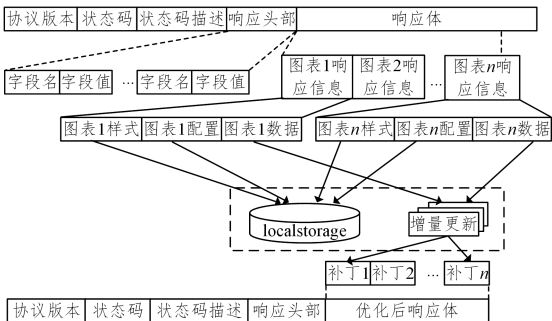 协议版本 状态码 状态码描述 响应头部 响应体
字段名 字段值 … 字段名 字段值
图表1响应信息 图表2响应信息 … 图表n响应信息
图表1样式 图表1配置 图表1数据 图表n样式 图表n配置 图表n数据
localstorage 增量更新
补丁1 补丁2 … 补丁n
协议版本 状态码 状态码描述 响应头部 优化后响应体